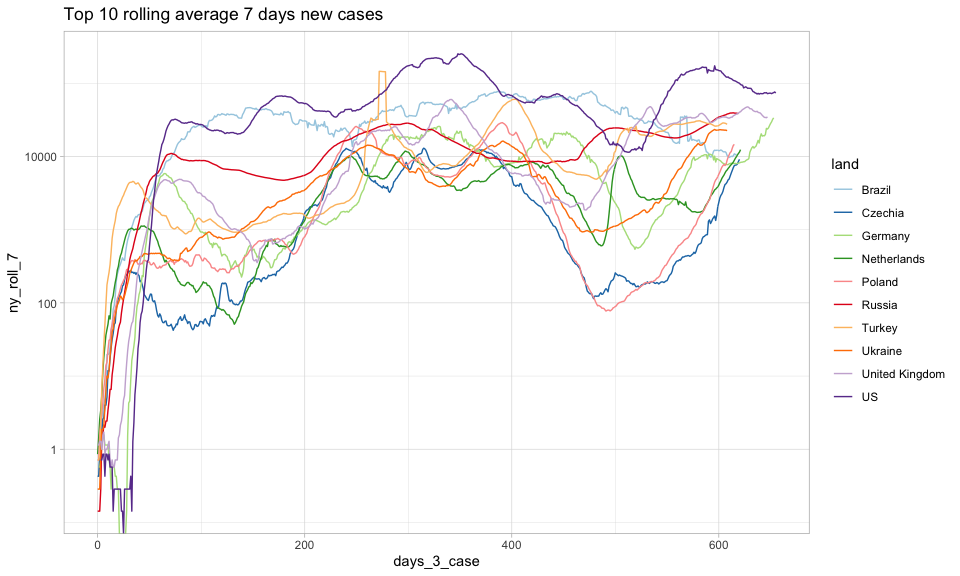 Top 10 rolling average 7 days new cases
ny_roll_7
10000
100
1
0
200
400
600
days_3_case
land
Brazil
Czechia
Germany
Netherlands
Poland
Russia
Turkey
Ukraine
United Kingdom
US